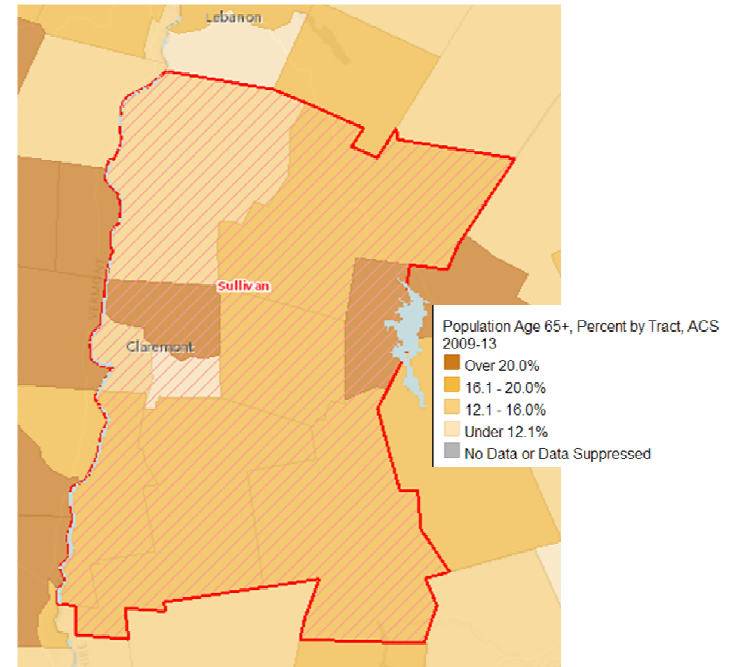 Lebanon
VERMONT
Sullivan
Claremont
Population Age 65+, Percent by Tract, ACS
2009-13
Over 20.0%
16.1 - 20.0%
12.1 - 16.0%
Under 12.1%
No Data or Data Suppressed